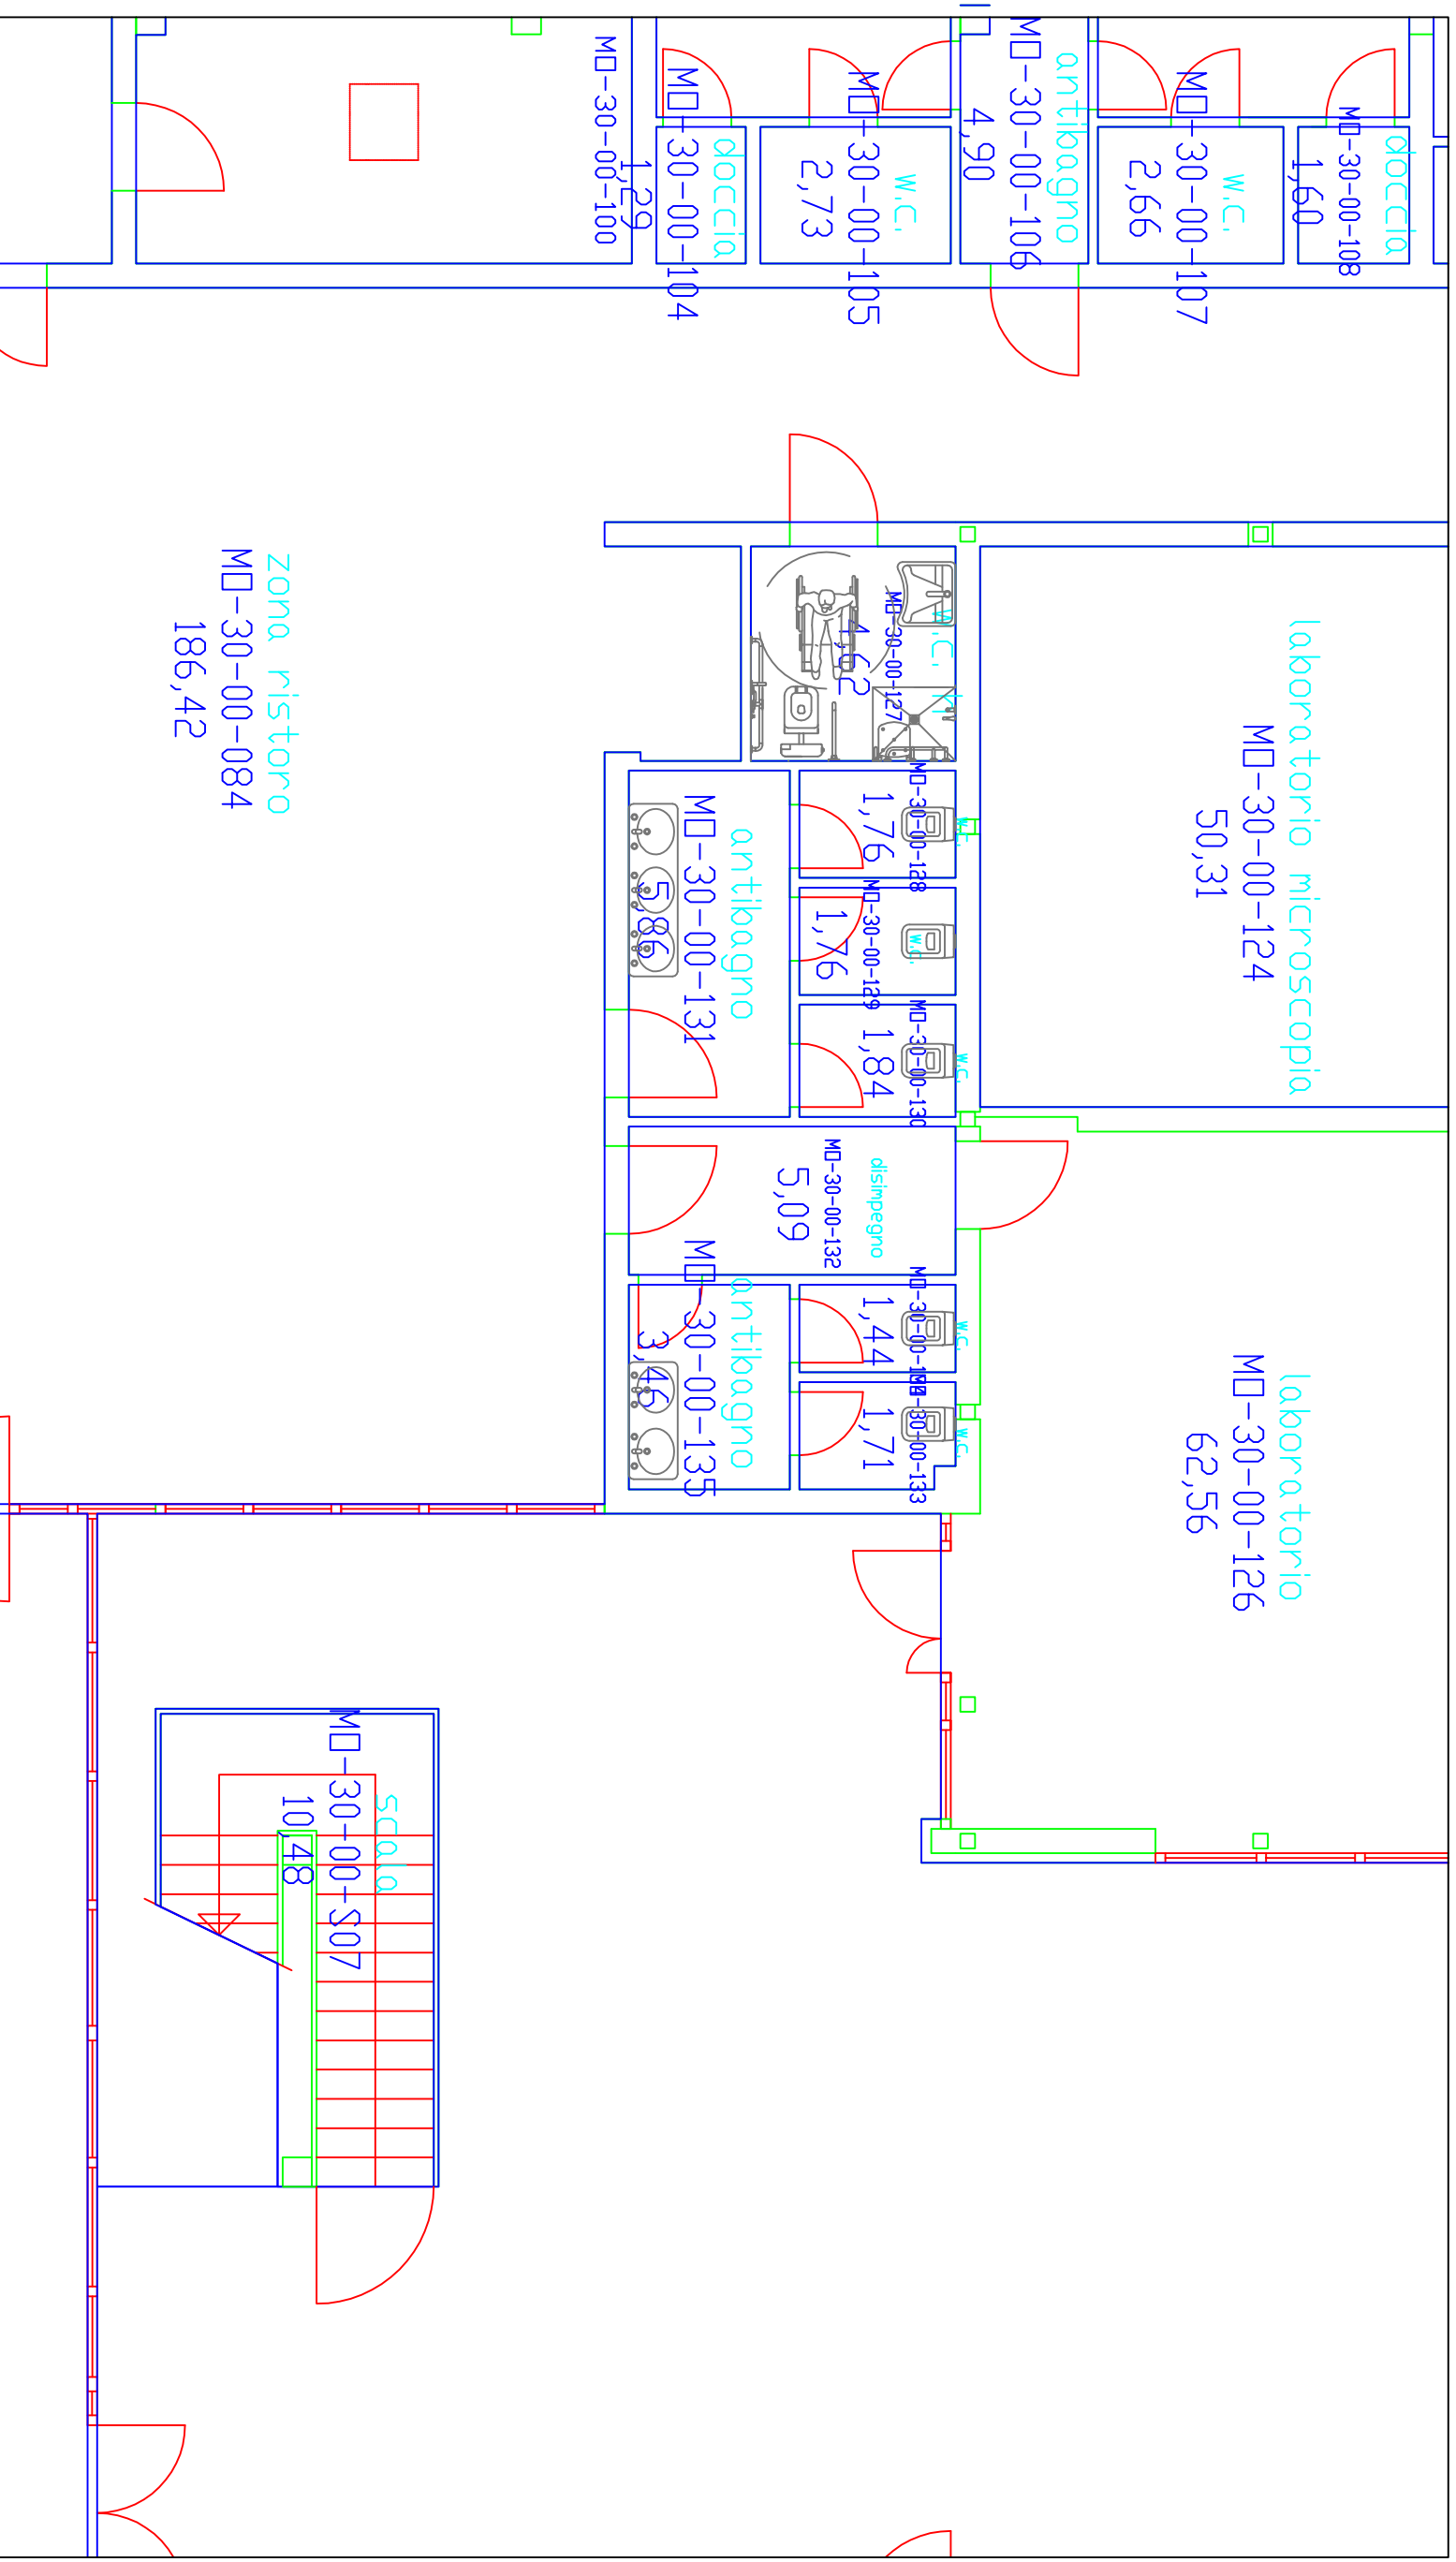 doccia
MO-30-00-108
1,60
w.c.
MO-30-00-107
2,66
antibagno
MO-30-00-106
4,90
w.c.
MO-30-00-105
2,73
doccia
MO-30-00-104
1,29
MO-30-00-100
laboratorio microscopia
MO-30-00-124
50,31
w.c. H
MO-30-00-127
4,62
w.c.
MO-30-00-128
1,76
w.c.
MO-30-00-129
1,76
w.c.
MO-30-00-130
1,84
antibagno
MO-30-00-131
5,86
zona ristoro
MO-30-00-084
186,42
disimpegno
MO-30-00-132
5,09
w.c.
1,44
w.c.
MO-30-00-133
1,71
antibagno
MO-30-00-135
3,46
laboratorio
MO-30-00-126
62,56
scala
MO-30-00-S07
10,48